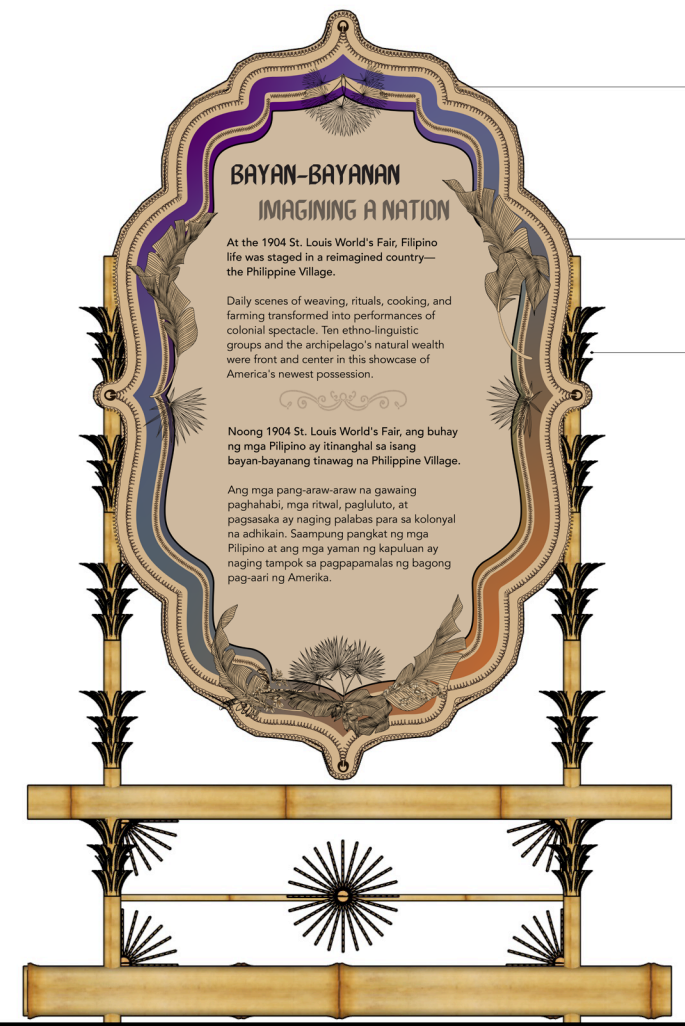 BAYAN-BAYANAN
IMAGINING A NATION
At the 1904 St. Louis World's Fair, Filipino
life was staged in a reimagined country—
the Philippine Village.
Daily scenes of weaving, rituals, cooking, and
farming transformed into performances of
colonial spectacle. Ten ethno-linguistic
groups and the archipelago's natural wealth
were front and center in this showcase of
America's newest possession.
Noong 1904 St. Louis World's Fair, ang buhay
ng mga Pilipino ay itinanghal sa isang
bayan-bayanang tinawag na Philippine Village.
Ang mga pang-araw-araw na gawaing
paghahabi, mga ritwal, pagluluto, at
pagsasaka ay naging palabas para sa kolonyal
na adhikain. Saampung pangkat ng mga
Pilipino at ang mga yaman ng kapuluan ay
naging tampok sa pagpapamalas ng bagong
pag-aari ng Amerika.